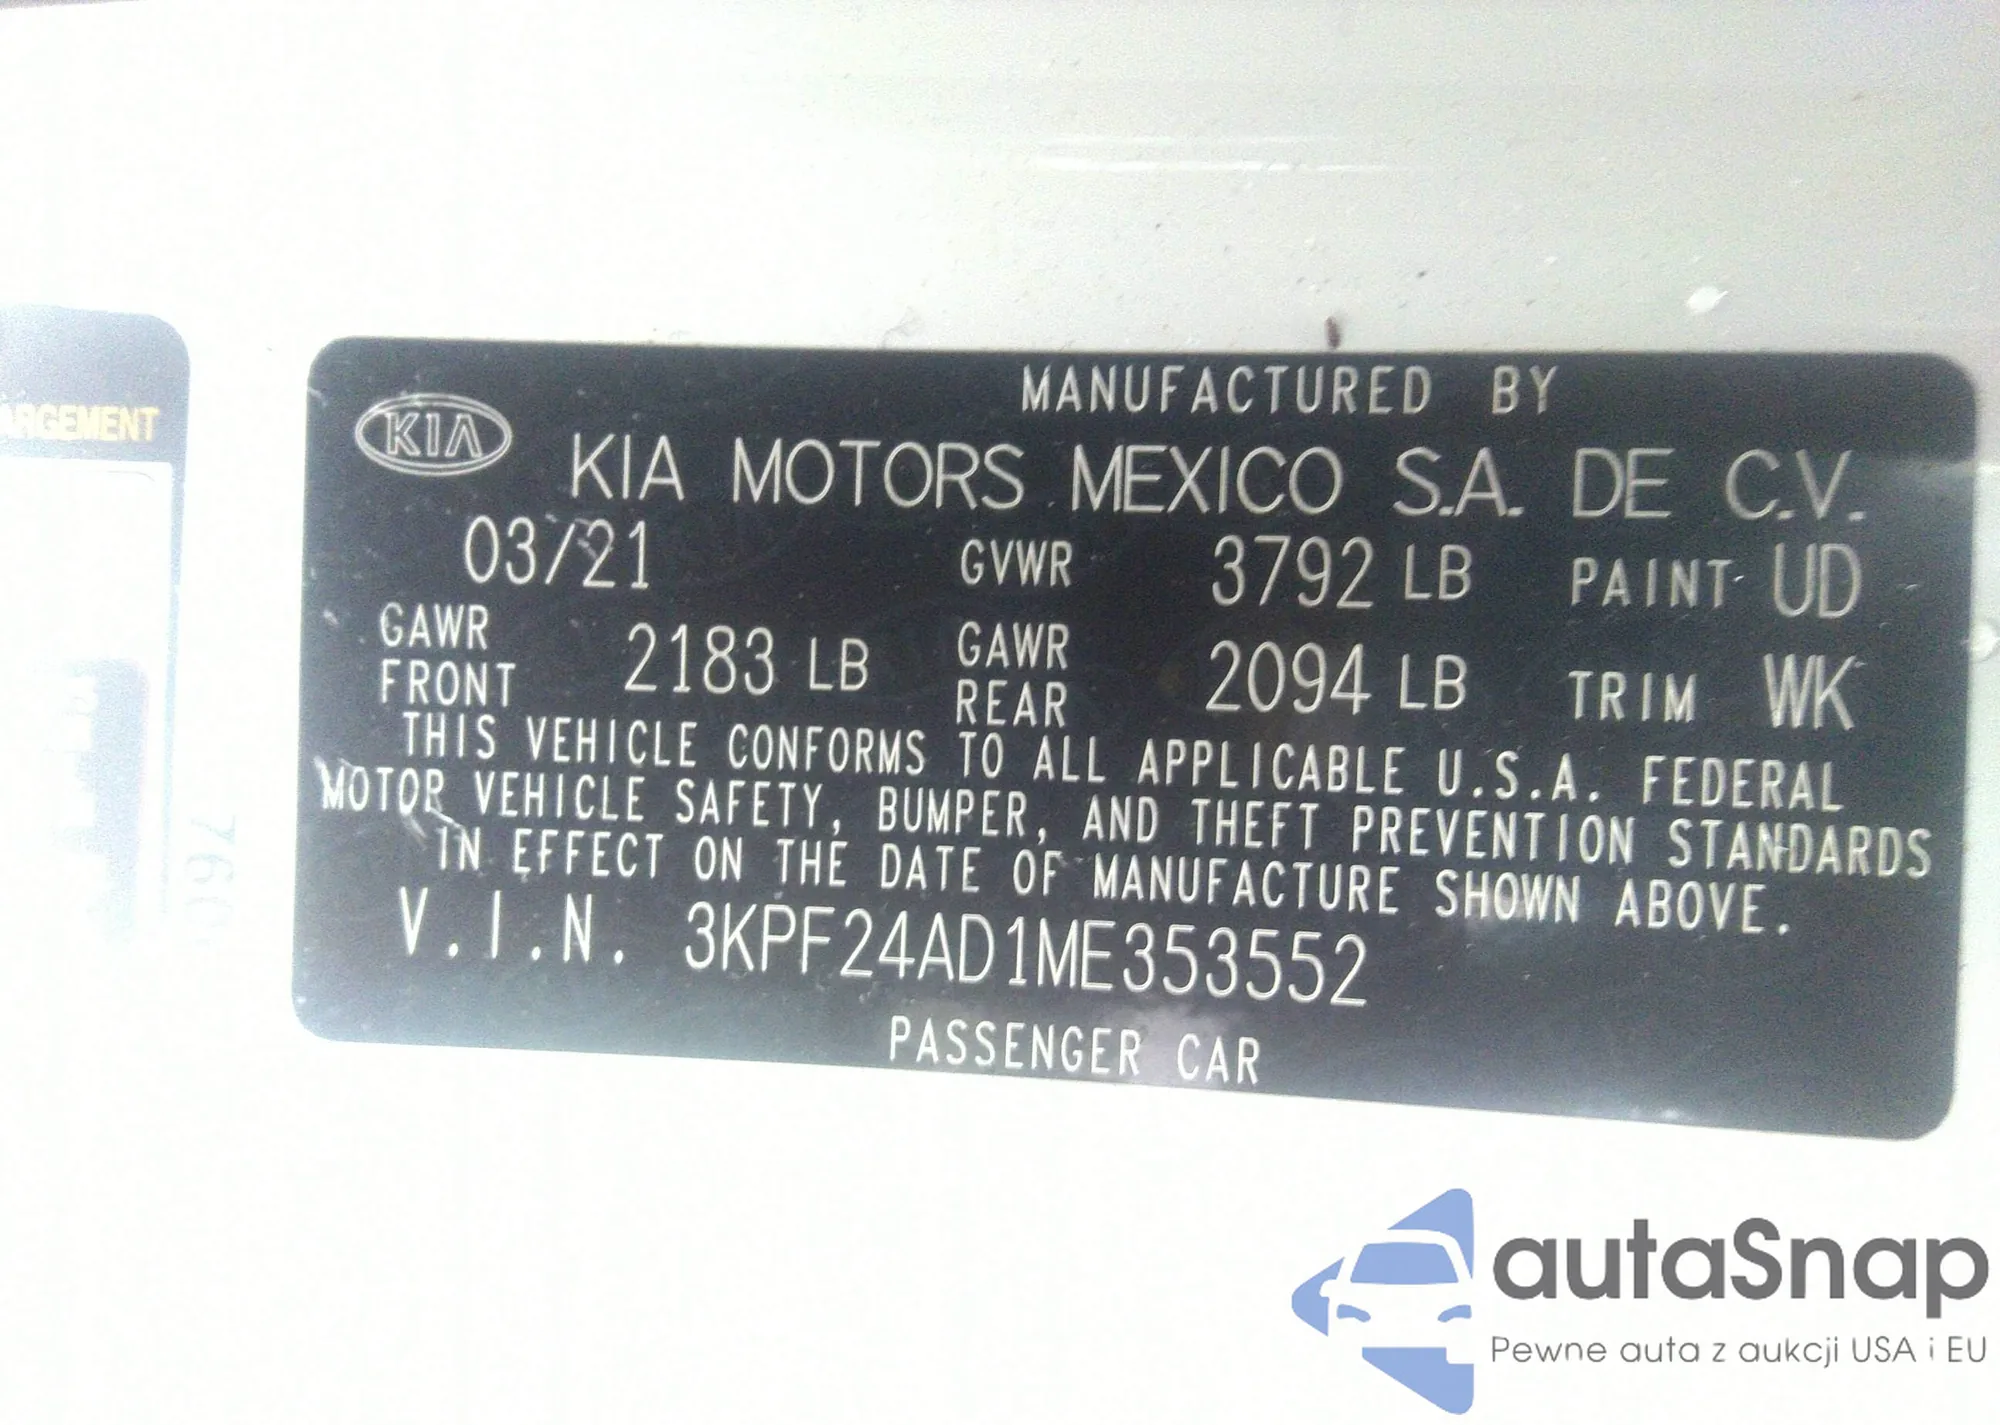 ARGEMENT
MANUFACTURED BY
KIA
KIA MOTORS MEXICO S.A. DE C.V.
03/21 GVWR 3792 LB PAINT UD
GAWR FRONT 2183 LB GAWR REAR 2094 LB TRIM WK
THIS VEHICLE CONFORMS TO ALL APPLICABLE U.S.A. FEDERAL
MOTOR VEHICLE SAFETY, BUMPER, AND THEFT PREVENTION STANDARDS
IN EFFECT ON THE DATE OF MANUFACTURE SHOWN ABOVE.
V.I.N. 3KPF24AD1ME353552
PASSENGER CAR
autaSnap
Pewne auta z aukcji USA i EU